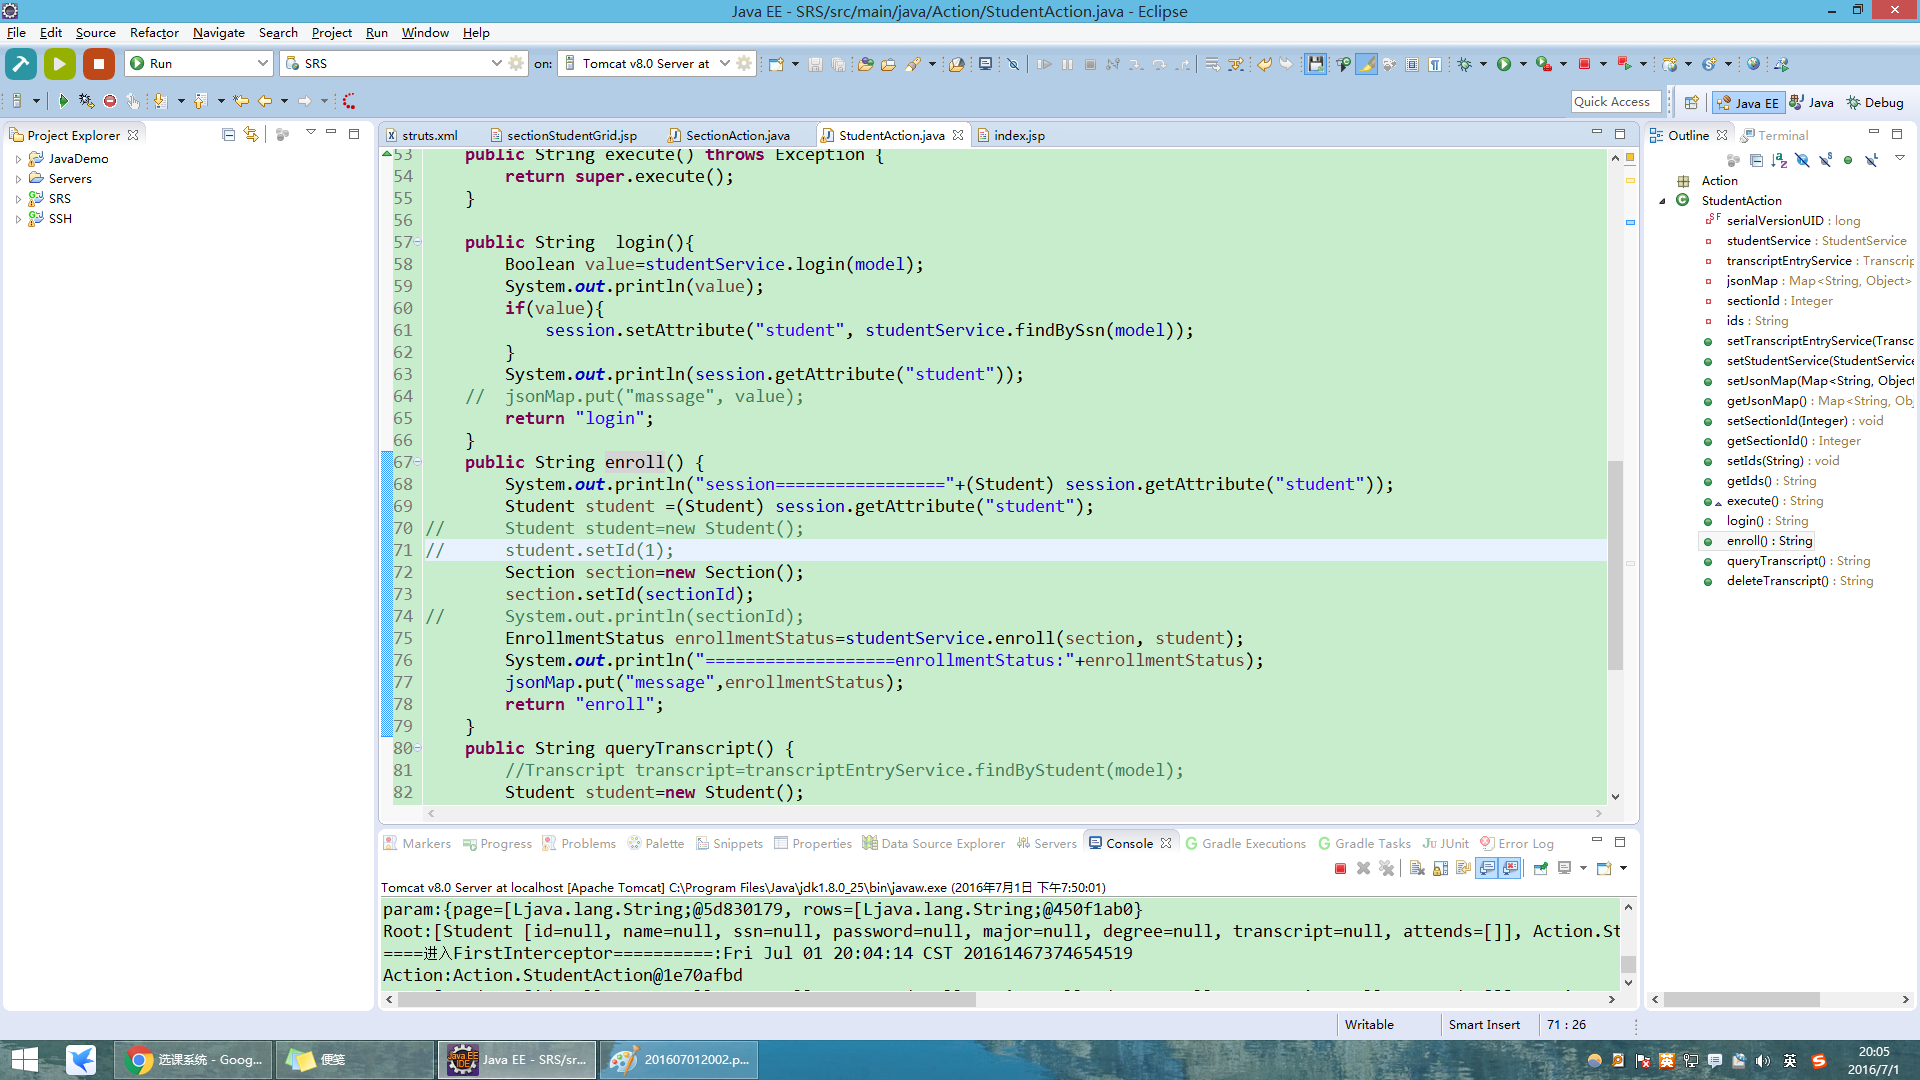 Java EE - SRS/src/main/java/Action/StudentAction.java - Eclipse
File Edit Source Refactor Navigate Search Project Run Window Help
Run SRS on: Tomcat v8.0 Server at
Quick Access Java EE Java Debug
Project Explorer
JavaDemo
Servers
SRS
SSH
struts.xml sectionStudentGrid.jsp SectionAction.java StudentAction.java index.jsp
53 public String execute() throws Exception {
54 return super.execute();
55 }
56
57 public String  login(){
58 Boolean value=studentService.login(model);
59 System.out.println(value);
60 if(value){
61 session.setAttribute("student", studentService.findBySsn(model));
62 }
63 System.out.println(session.getAttribute("student"));
64 //  jsonMap.put("massage", value);
65 return "login";
66 }
67 public String enroll() {
68 System.out.println("session================="+(Student) session.getAttribute("student"));
69 Student student =(Student) session.getAttribute("student");
70 //      Student student=new Student();
71 //      student.setId(1);
72 Section section=new Section();
73 section.setId(sectionId);
74 //      System.out.println(sectionId);
75 EnrollmentStatus enrollmentStatus=studentService.enroll(section, student);
76 System.out.println("===================enrollmentStatus:"+enrollmentStatus);
77 jsonMap.put("message",enrollmentStatus);
78 return "enroll";
79 }
80 public String queryTranscript() {
81 //Transcript transcript=transcriptEntryService.findByStudent(model);
82 Student student=new Student();
Outline Terminal
Action
StudentAction
serialVersionUID : long
studentService : StudentService
transcriptEntryService : Transcrip
jsonMap : Map<String, Object>
sectionId : Integer
ids : String
setTranscriptEntryService(Transc
setStudentService(StudentService
setJsonMap(Map<String, Object
getJsonMap() : Map<String, Obj
setSectionId(Integer) : void
getSectionId() : Integer
setIds(String) : void
getIds() : String
execute() : String
login() : String
enroll() : String
queryTranscript() : String
deleteTranscript() : String
Markers Progress Problems Palette Snippets Properties Data Source Explorer Servers Console Gradle Executions Gradle Tasks JUnit Error Log
Tomcat v8.0 Server at localhost [Apache Tomcat] C:\Program Files\Java\jdk1.8.0_25\bin\javaw.exe (2016年7月1日 下午7:50:01)
param:{page=[Ljava.lang.String;@5d830179, rows=[Ljava.lang.String;@450f1ab0}
Root:[Student [id=null, name=null, ssn=null, password=null, major=null, degree=null, transcript=null, attends=[]], Action.St
====进入FirstInterceptor==========:Fri Jul 01 20:04:14 CST 20161467374654519
Action:Action.StudentAction@1e70afbd
Writable Smart Insert 71 : 26
选课系统 - Goog... 便笺 Java EE - SRS/sr... 201607012002.p... 英 20:05
2016/7/1